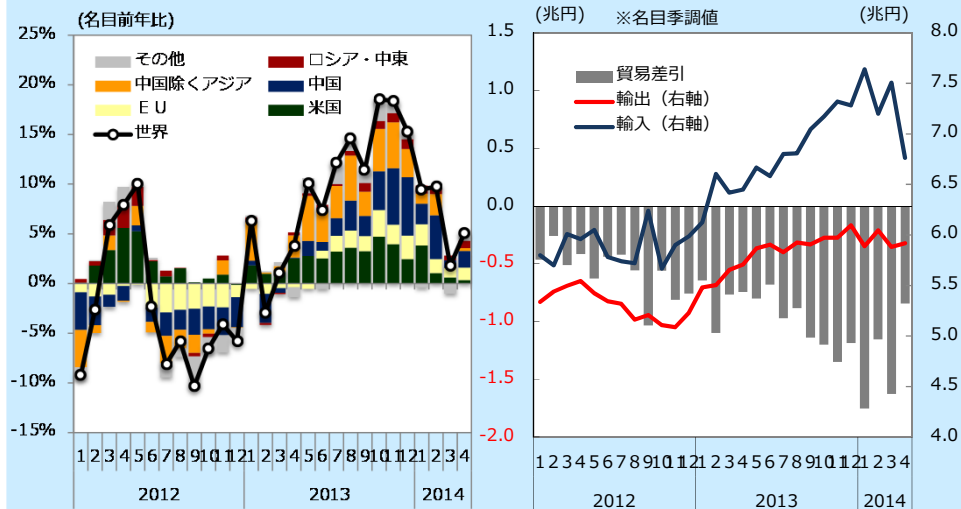 (名目前年比)
25%
20%
15%
10%
5%
0%
-5%
-10%
-15%
その他
ロシア・中東
中国除くアジア
中国
ＥＵ
米国
世界
1 2 3 4 5 6 7 8 9 10 11 12 1 2 3 4 5 6 7 8 9 10 11 12 1 2 3 4
2012 2013 2014
(兆円) ※名目季調値 (兆円)
1.5
1.0
0.5
0.0
-0.5
-1.0
-1.5
-2.0
貿易差引
輸出（右軸）
輸入（右軸）
8.0
7.5
7.0
6.5
6.0
5.5
5.0
4.5
4.0
1 2 3 4 5 6 7 8 9 10 11 12 1 2 3 4 5 6 7 8 9 10 11 12 1 2 3 4
2012 2013 2014